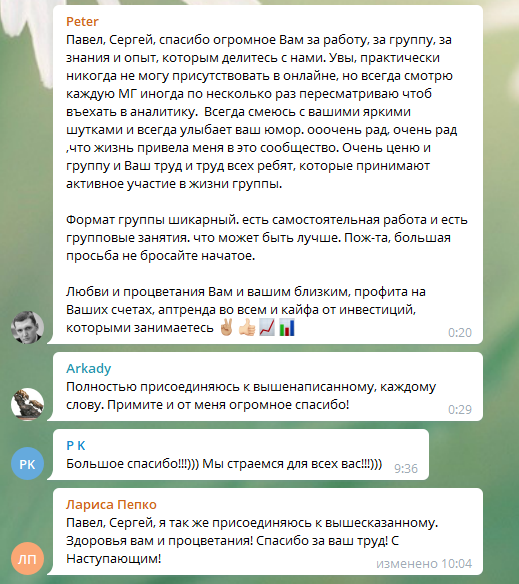 Peter
Павел, Сергей, спасибо огромное Вам за работу, за группу, за
знания и опыт, которым делитесь с нами. Увы, практически
никогда не могу присутствовать в онлайне, но всегда смотрю
каждую МГ иногда по несколько раз пересматриваю чтоб
въехать в аналитику. Всегда смеюсь с вашими яркими
шутками и всегда улыбает ваш юмор. ооочень рад, очень рад
,что жизнь привела меня в это сообщество. Очень ценю и
группу и Ваш труд и труд всех ребят, которые принимают
активное участие в жизни группы.
Формат группы шикарный. есть самостоятельная работа и есть
групповые занятия. что может быть лучше. Пож-та, большая
просьба не бросайте начатое.
Любви и процветания Вам и вашим близким, профита на
Ваших счетах, аптренда во всем и кайфа от инвестиций,
которыми занимаетесь ✌🏼👍🏻📈📊
0:20
Arkady
Полностью присоединяюсь к вышенаписанному, каждому
слову. Примите и от меня огромное спасибо!
0:29
PK
P K
Большое спасибо!!!))) Мы страемся для всех вас!!!)))
9:36
ЛП
Лариса Пепко
Павел, Сергей, я так же присоединяюсь к вышесказанному.
Здоровья вам и процветания! Спасибо за ваш труд! С
Наступающим!
изменено 10:04